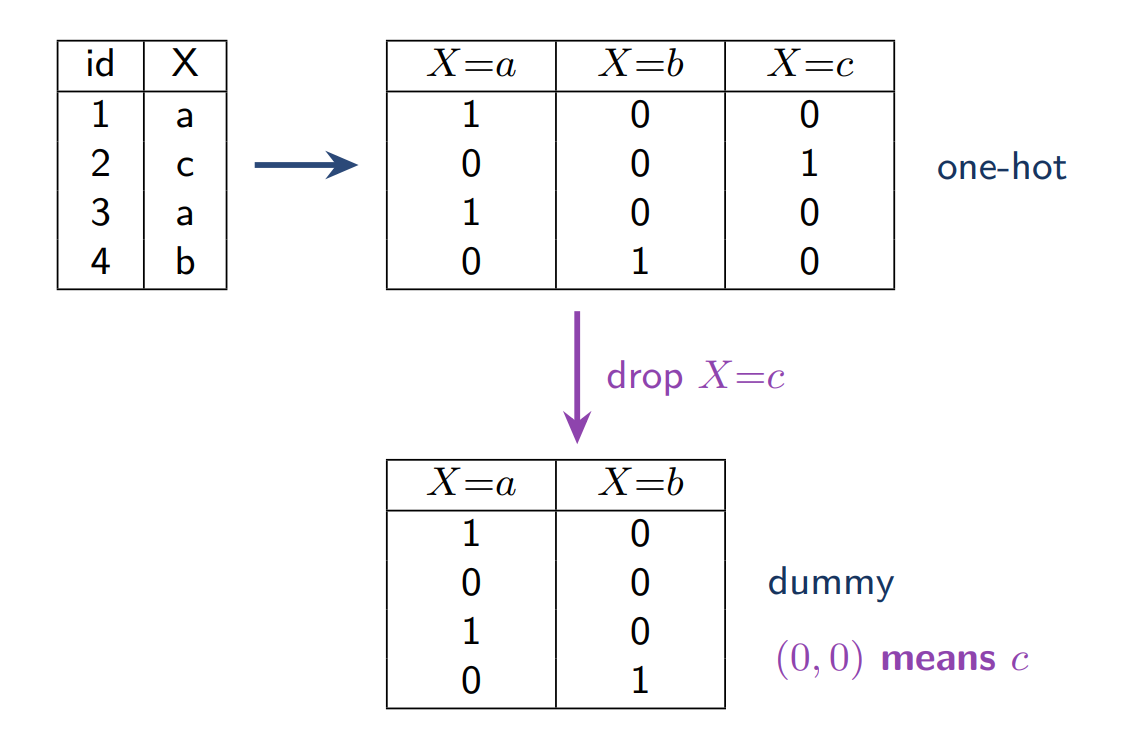 id X
1 a
2 c
3 a
4 b
X=a X=b X=c
1 0 0
0 0 1
1 0 0
0 1 0
one-hot
drop X=c
X=a X=b
1 0
0 0
1 0
0 1
dummy
(0, 0) means c